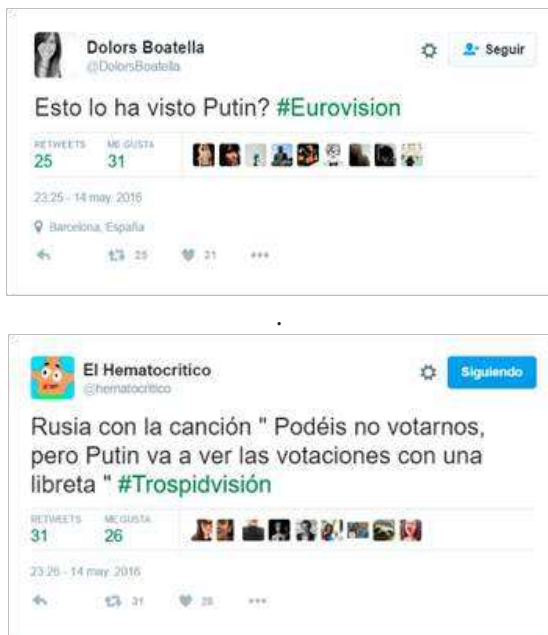 Dolors Boatella
@DolorsBoatella
Seguir
Esto lo ha visto Putin? #Eurovision
RETWEETS
ME GUSTA
25
31
23:25 - 14 may. 2016
Barcelona, España
25
31
.
El Hematocritico
@hematocritico
Siguiendo
Rusia con la canción " Podéis no votarnos,
pero Putin va a ver las votaciones con una
libreta " #Trospidvisión
RETWEETS
ME GUSTA
31
26
23:26 - 14 may. 2016
31